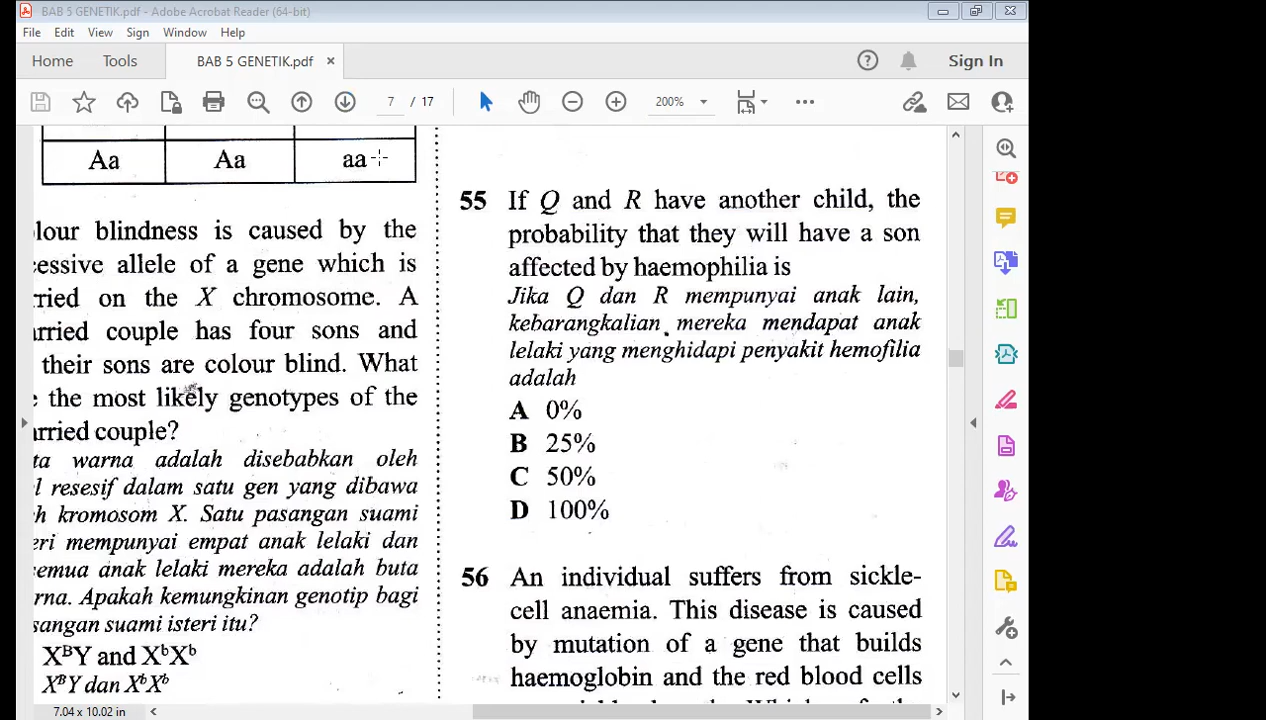 BAB 5 GENETIK.pdf - Adobe Acrobat Reader (64-bit)
File Edit View Sign Window Help
Home Tools BAB 5 GENETIK.pdf × Sign In
7 / 17 200%
Aa Aa aa
lour blindness is caused by the
cessive allele of a gene which is
rried on the X chromosome. A
arried couple has four sons and
their sons are colour blind. What
e the most likely genotypes of the
arried couple?
ta warna adalah disebabkan oleh
l resesif dalam satu gen yang dibawa
h kromosom X. Satu pasangan suami
eri mempunyai empat anak lelaki dan
semua anak lelaki mereka adalah buta
rna. Apakah kemungkinan genotip bagi
sangan suami isteri itu?
XᴮY and XᵇXᵇ
XᴮY dan XᵇXᵇ
55 If Q and R have another child, the
probability that they will have a son
affected by haemophilia is
Jika Q dan R mempunyai anak lain,
kebarangkalian mereka mendapat anak
lelaki yang menghidapi penyakit hemofilia
adalah
A 0%
B 25%
C 50%
D 100%
56 An individual suffers from sickle-
cell anaemia. This disease is caused
by mutation of a gene that builds
haemoglobin and the red blood cells
7.04 x 10.02 in